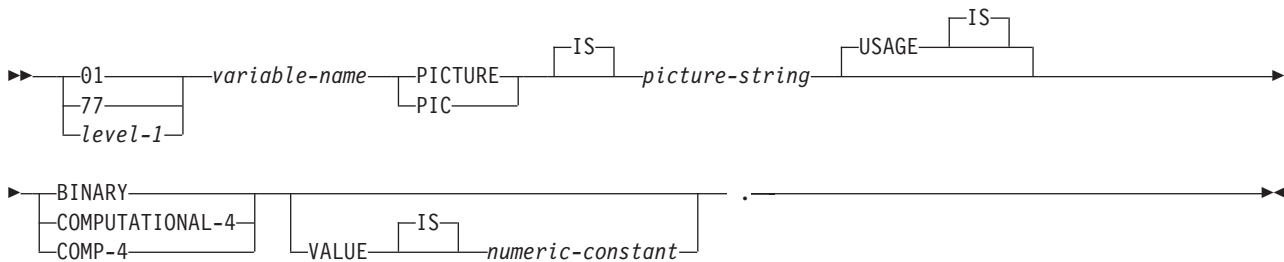 IS
IS USAGE
01 variable-name PICTURE IS picture-string
77 PIC
level-1
BINARY .
COMPUTATIONAL-4 IS
COMP-4 VALUE numeric-constant